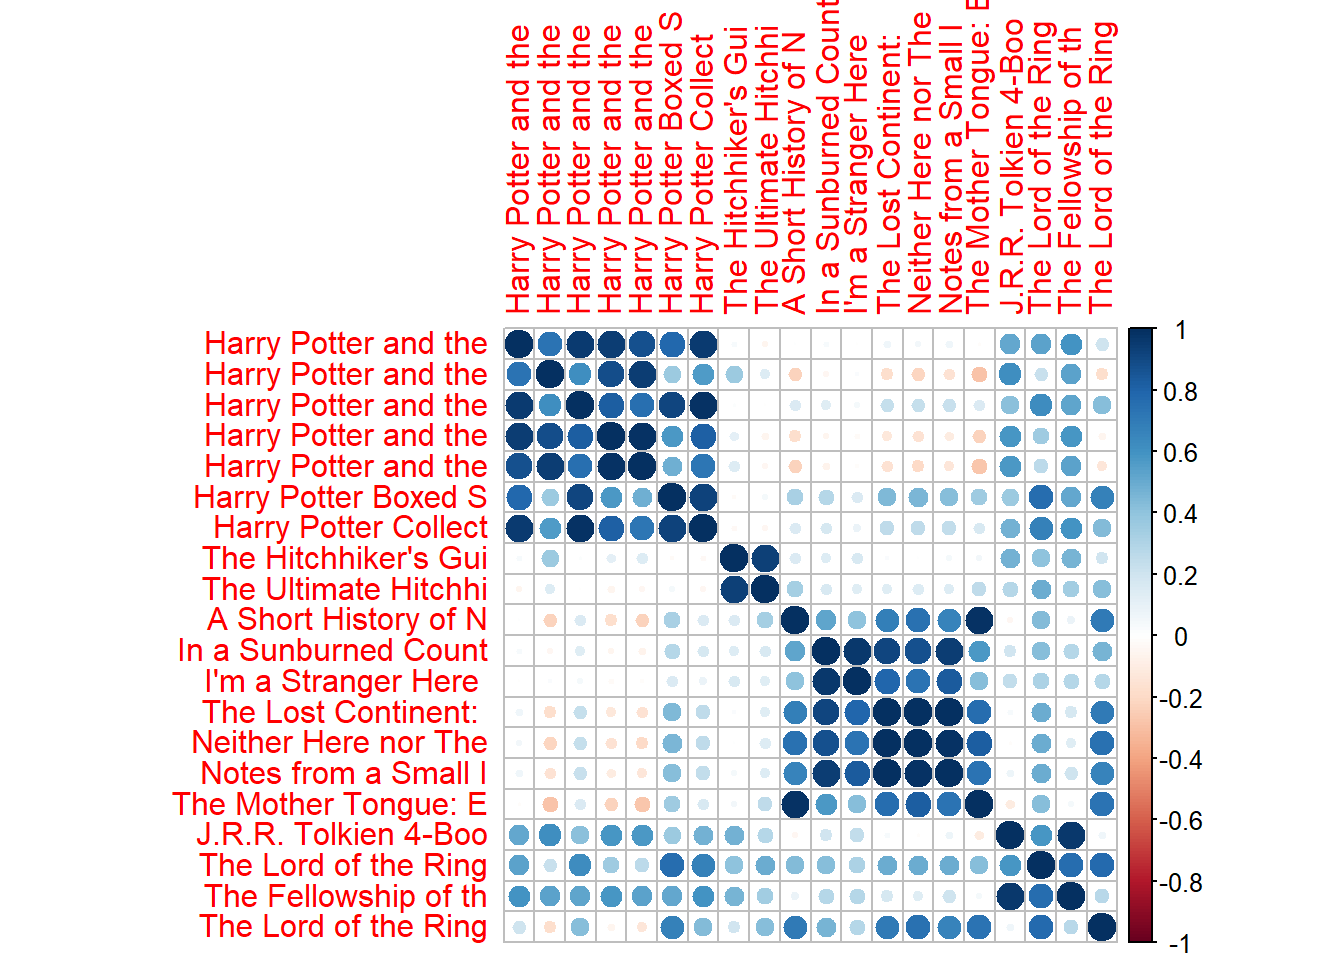 Harry Potter and the
Harry Potter and the
Harry Potter and the
Harry Potter and the
Harry Potter and the
Harry Potter Boxed S
Harry Potter Collect
The Hitchhiker's Gui
The Ultimate Hitchhi
A Short History of N
In a Sunburned Count
I'm a Stranger Here
The Lost Continent:
Neither Here nor The
Notes from a Small I
The Mother Tongue: E
J.R.R. Tolkien 4-Boo
The Lord of the Ring
The Fellowship of th
The Lord of the Ring
Harry Potter and the
Harry Potter and the
Harry Potter and the
Harry Potter and the
Harry Potter and the
Harry Potter Boxed S
Harry Potter Collect
The Hitchhiker's Gui
The Ultimate Hitchhi
A Short History of N
In a Sunburned Count
I'm a Stranger Here
The Lost Continent:
Neither Here nor The
Notes from a Small I
The Mother Tongue: E
J.R.R. Tolkien 4-Boo
The Lord of the Ring
The Fellowship of th
The Lord of the Ring
1
0.8
0.6
0.4
0.2
0
-0.2
-0.4
-0.6
-0.8
-1